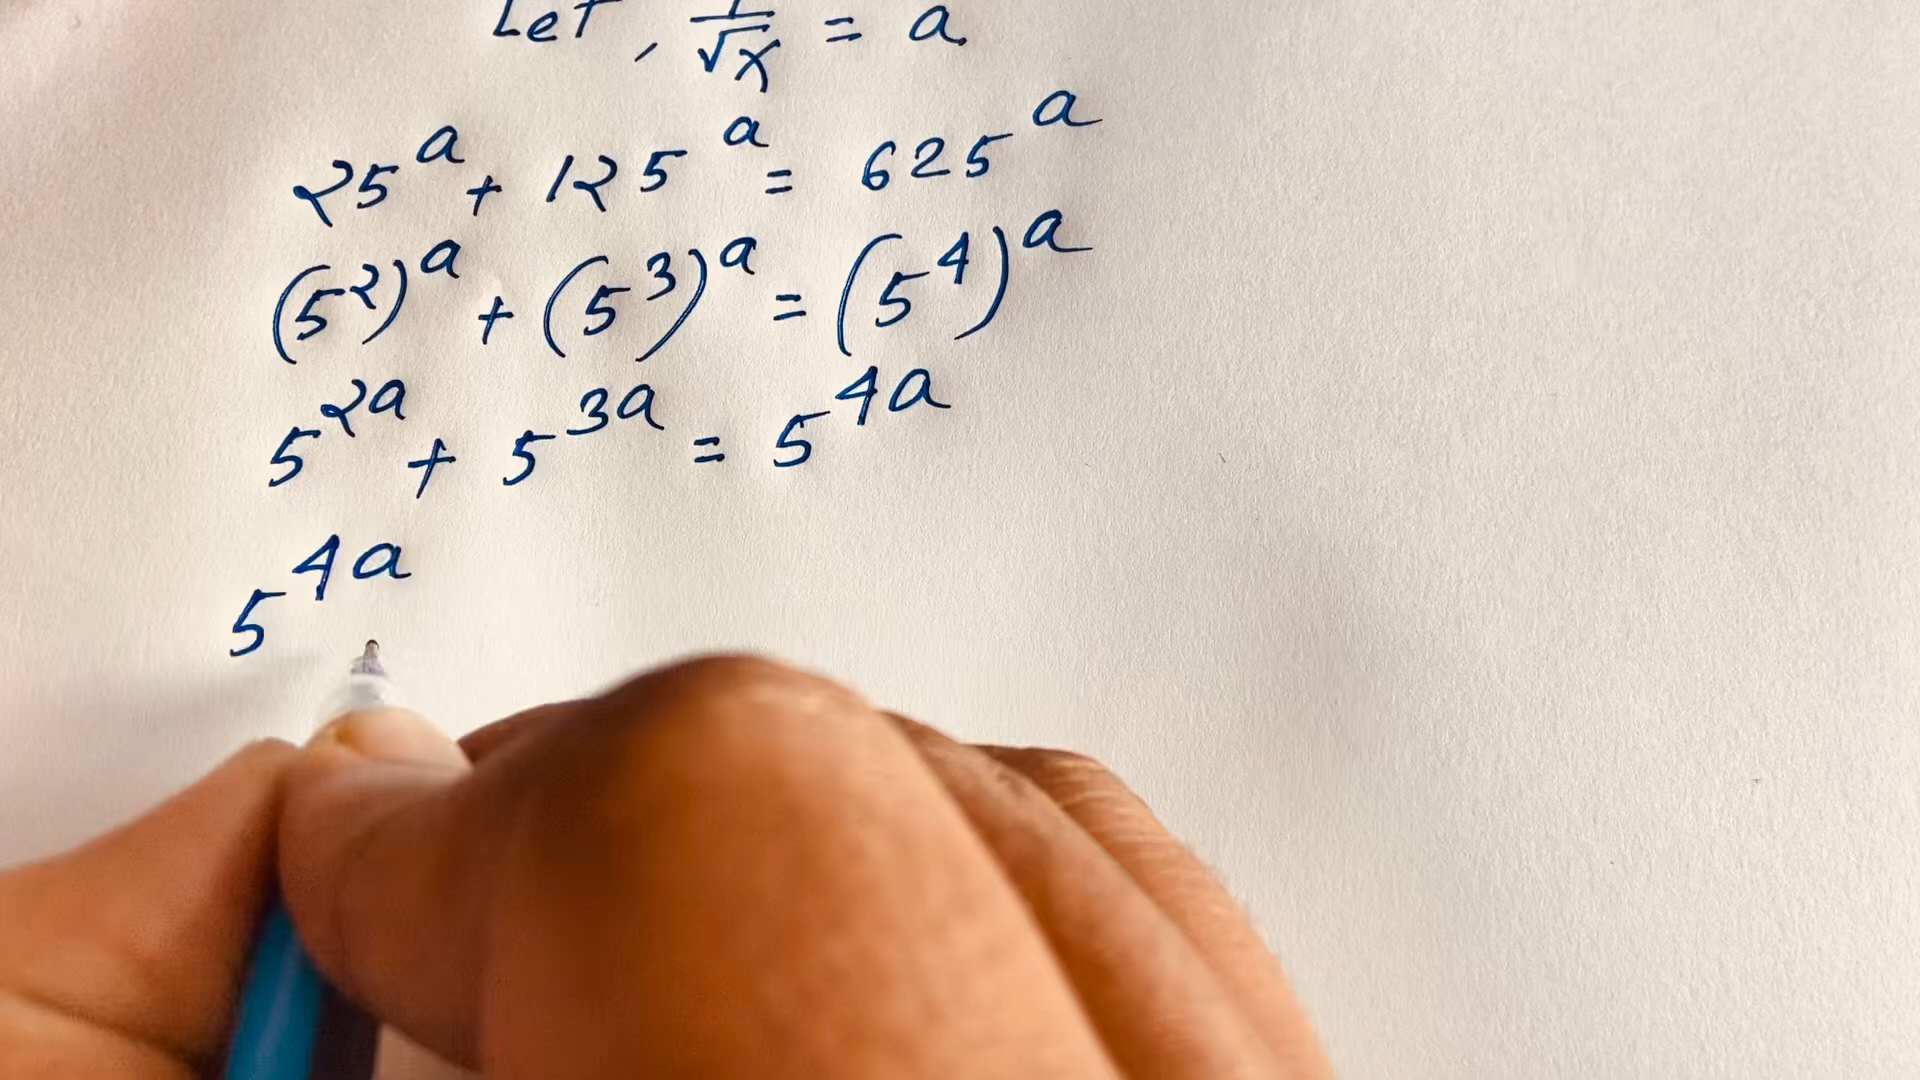 Let, 1/√x = a
25^a + 125^a = 625^a
(5^2)^a + (5^3)^a = (5^4)^a
5^2a + 5^3a = 5^4a
5^4a